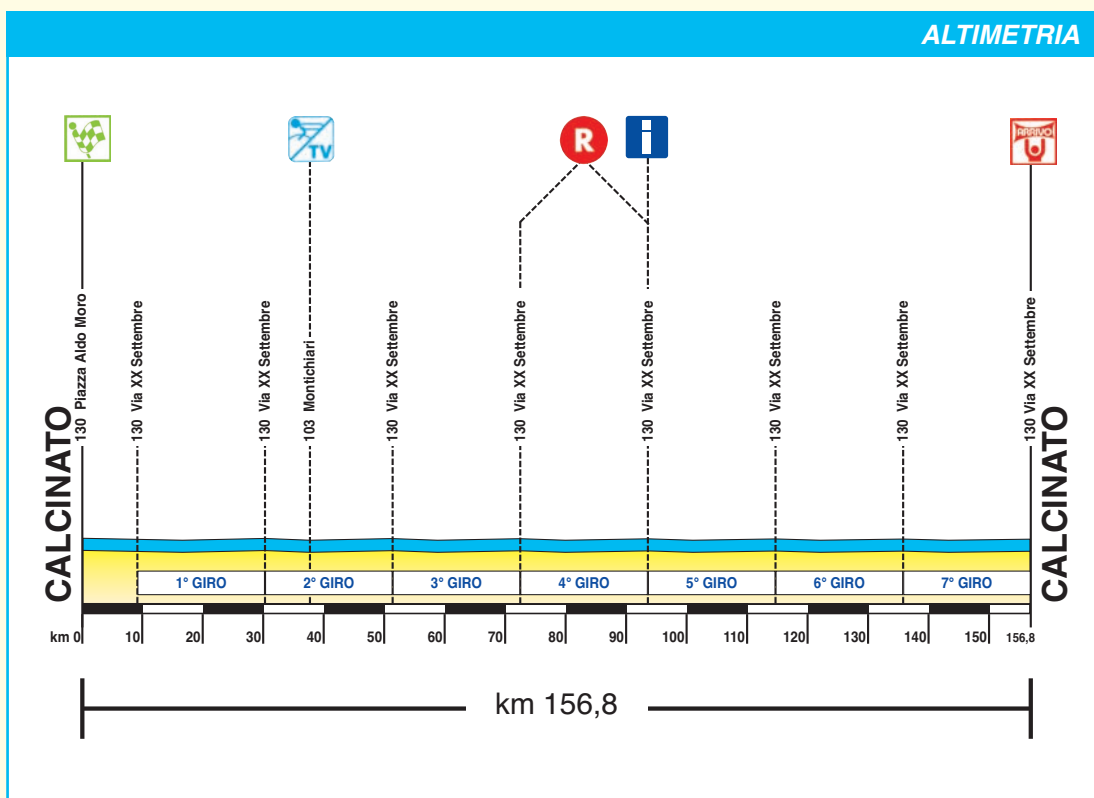 ALTIMETRIA
TV
R
i
ARRIVO
CALCINATO
130 Piazza Aldo Moro
130 Via XX Settembre
130 Via XX Settembre
103 Montichiari
130 Via XX Settembre
130 Via XX Settembre
130 Via XX Settembre
130 Via XX Settembre
130 Via XX Settembre
130 Via XX Settembre
CALCINATO
1° GIRO
2° GIRO
3° GIRO
4° GIRO
5° GIRO
6° GIRO
7° GIRO
km 0 10 20 30 40 50 60 70 80 90 100 110 120 130 140 150 156,8
km 156,8